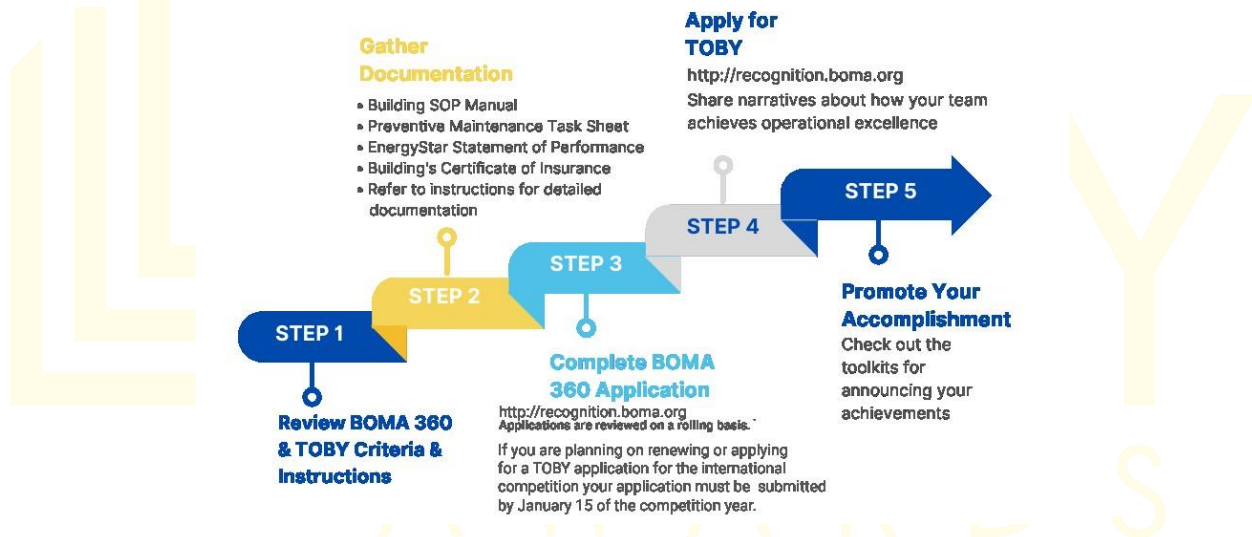 STEP 1
Review BOMA 360
& TOBY Criteria &
Instructions
Gather
Documentation
• Building SOP Manual
• Preventive Maintenance Task Sheet
• EnergyStar Statement of Performance
• Building's Certificate of Insurance
• Refer to instructions for detailed
documentation
STEP 2
STEP 3
Complete BOMA
360 Application
http://recognition.boma.org
Applications are reviewed on a rolling basis.
If you are planning on renewing or applying
for a TOBY application for the international
competition your application must be submitted
by January 15 of the competition year.
Apply for
TOBY
http://recognition.boma.org
Share narratives about how your team
achieves operational excellence
STEP 4
STEP 5
Promote Your
Accomplishment
Check out the
toolkits for
announcing your
achievements